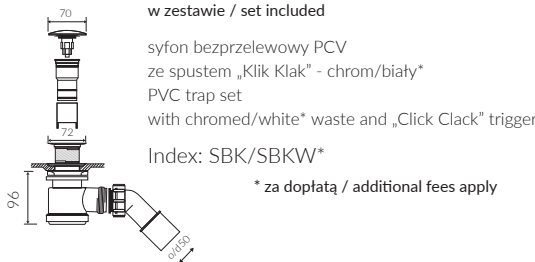 70
w zestawie / set included
syfon bezprzelewowy PCV
ze spustem „Klik Klak” - chrom/biały*
PVC trap set
with chromed/white* waste and „Click Clack” trigger
72
Index: SBK/SBKW*
* za dopłatą / additional fees apply
96
o/d50